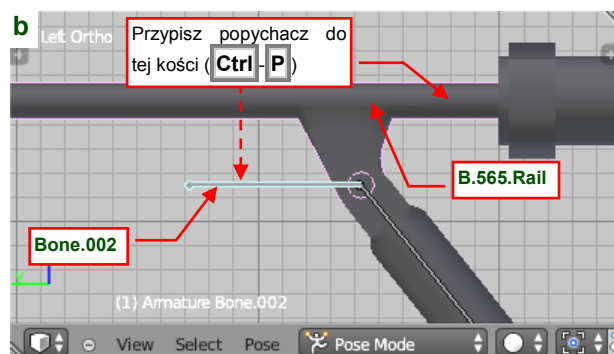 b
Left Ortho
Przypisz popychacz do
tej kości (Ctrl-P)
B.565.Rail
Bone.002
y
(1) Armature Bone.002
View Select Pose Pose Mode